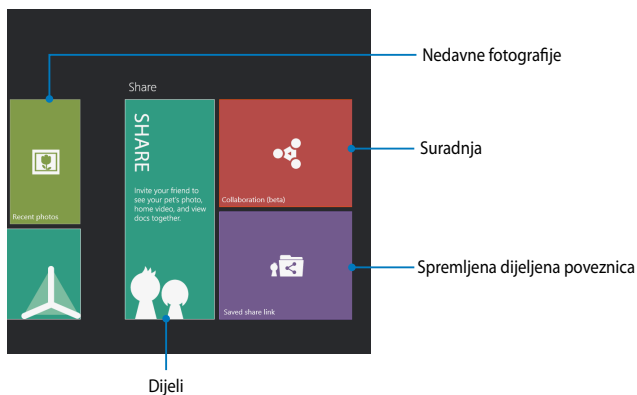 Nedavne fotografije
Share
SHARE
Invite your friend to
see your pet's photo,
home video, and view
docs together.
Recent photos
Collaboration (beta)
Suradnja
Saved share link
Spremljena dijeljena poveznica
Dijeli